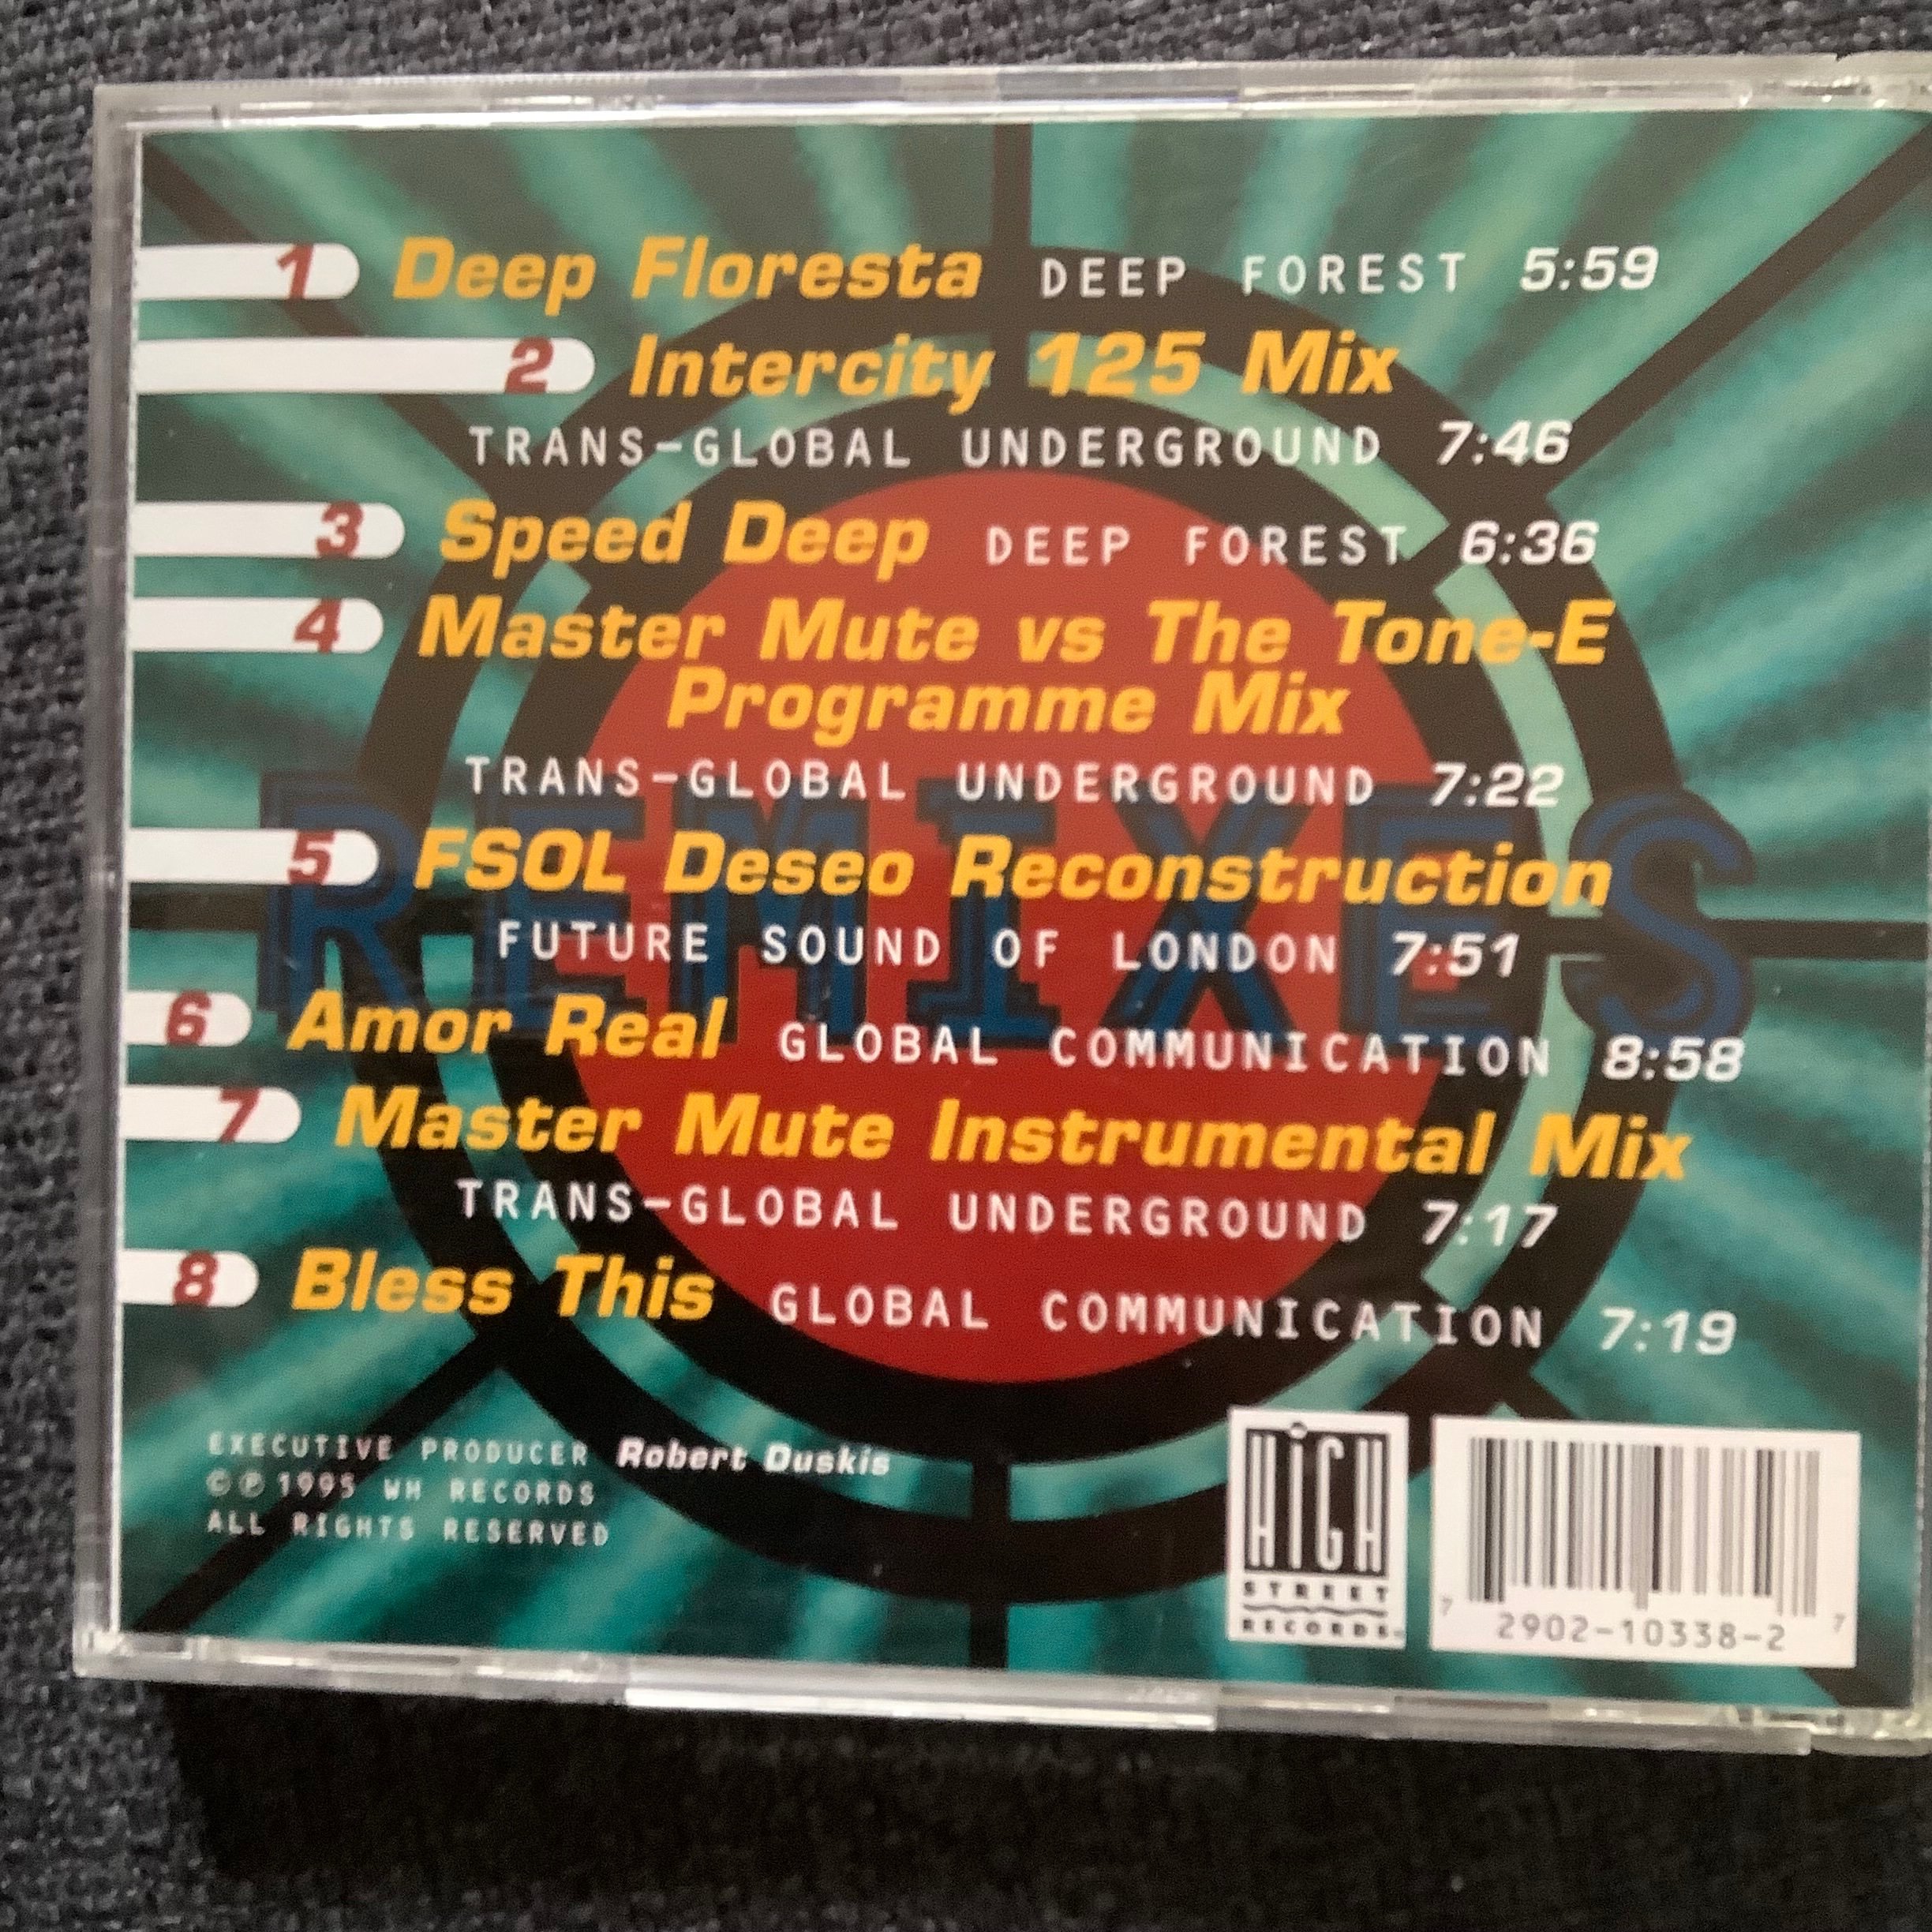 1 Deep Floresta DEEP FOREST 5:59
2 Intercity 125 Mix
TRANS-GLOBAL UNDERGROUND 7:46
3 Speed Deep DEEP FOREST 6:36
4 Master Mute vs The Tone-E
Programme Mix
TRANS-GLOBAL UNDERGROUND 7:22
REMIXES
5 FSOL Deseo Reconstruction
FUTURE SOUND OF LONDON 7:51
6 Amor Real GLOBAL COMMUNICATION 8:58
7 Master Mute Instrumental Mix
TRANS-GLOBAL UNDERGROUND 7:17
8 Bless This GLOBAL COMMUNICATION 7:19
EXECUTIVE PRODUCER Robert Duskis
©℗1995 WH RECORDS
ALL RIGHTS RESERVED
HiGH
STREET
RECORDS
7 2902-10338-2 7